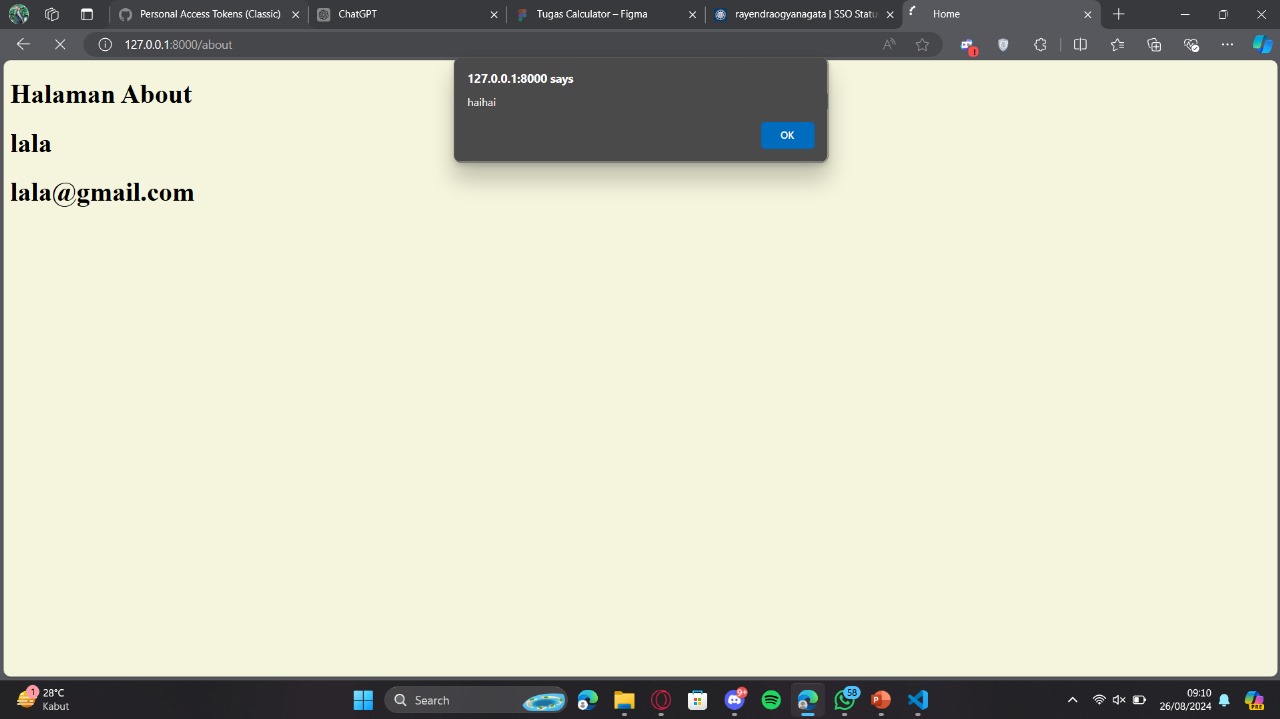 Personal Access Tokens (Classic)
ChatGPT
Tugas Calculator – Figma
rayendraogyanagata | SSO Statu
Home
127.0.0.1:8000/about
127.0.0.1:8000 says
haihai
OK
Halaman About
lala
lala@gmail.com
1
28°C
Kabut
Search
9+
58
09:10
26/08/2024
PRE